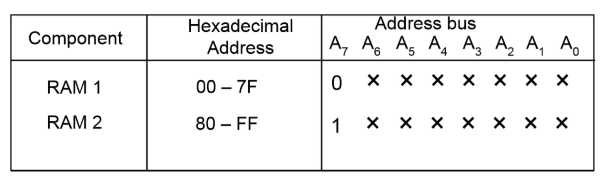 Component Hexadecimal Address Address bus
A₇ A₆ A₅ A₄ A₃ A₂ A₁ A₀
RAM 1 00 – 7F 0 × × × × × × ×
RAM 2 80 – FF 1 × × × × × × ×